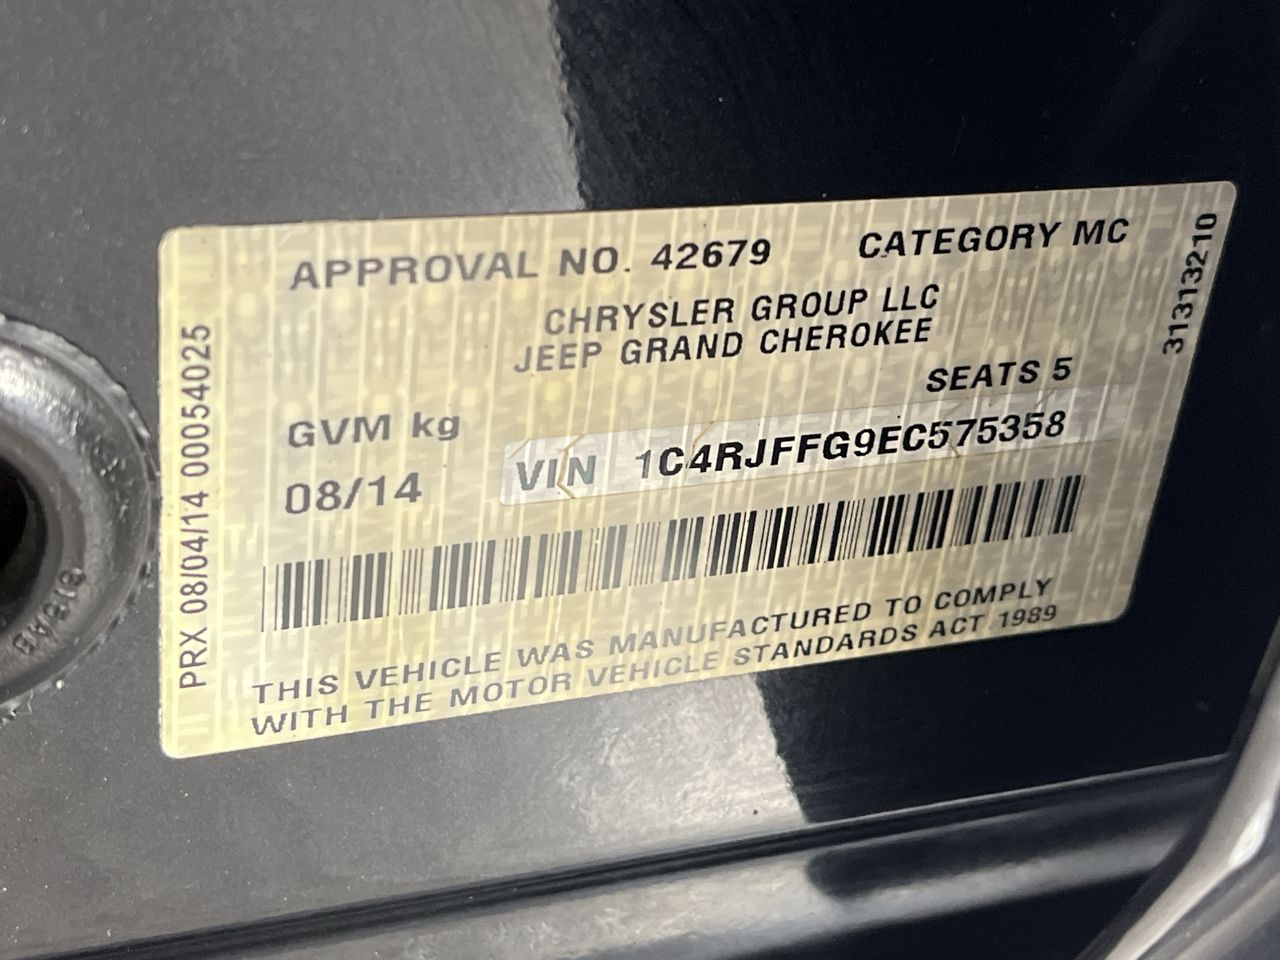 APPROVAL NO. 42679 CATEGORY MC
CHRYSLER GROUP LLC
JEEP GRAND CHEROKEE
SEATS 5
GVM kg
VIN 1C4RJFFG9EC575358
08/14
THIS VEHICLE WAS MANUFACTURED TO COMPLY
WITH THE MOTOR VEHICLE STANDARDS ACT 1989
PRX 08/04/14 00054025
31313210